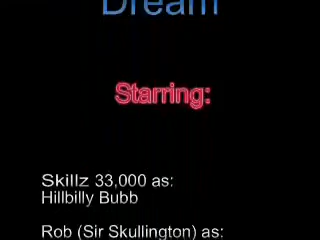 Dream
Starring:
Skillz 33,000 as:
Hillbilly Bubb
Rob (Sir Skullington) as: